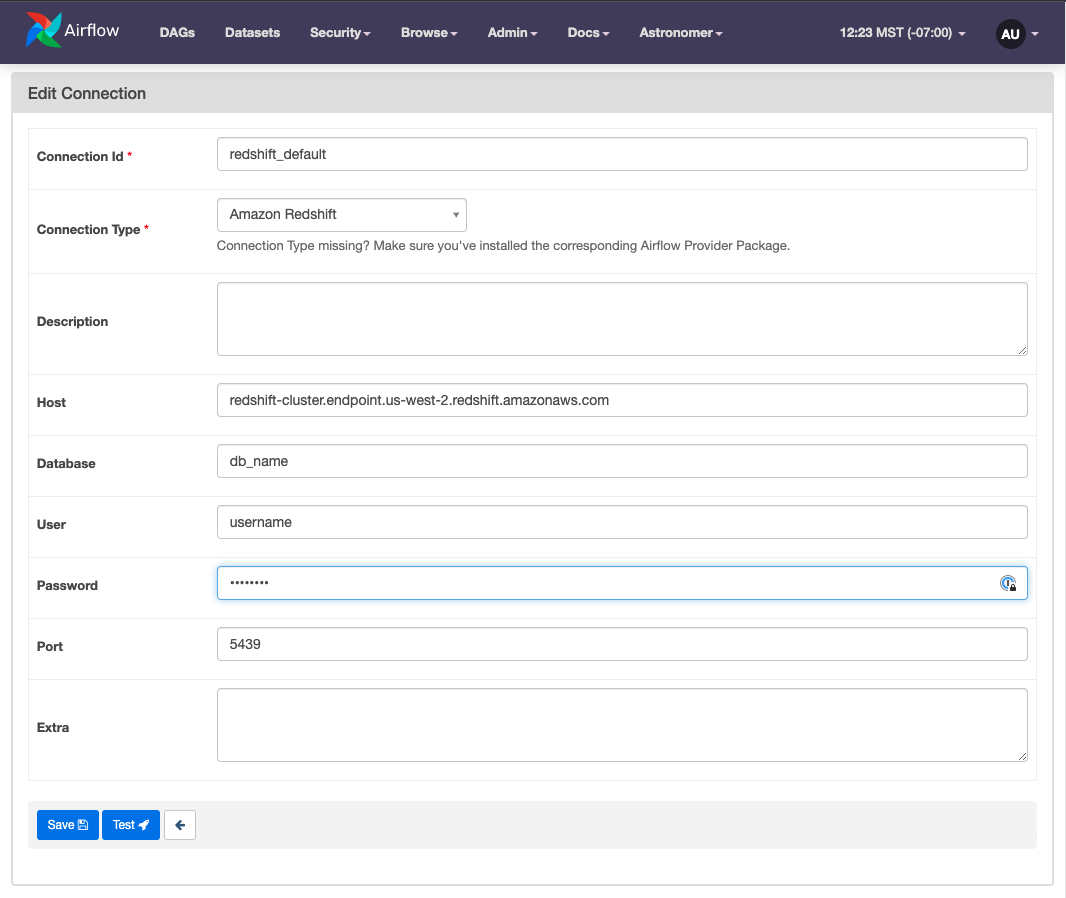 Airflow DAGs Datasets Security Browse Admin Docs Astronomer 12:23 MST (-07:00) AU
Edit Connection
Connection Id * redshift_default
Connection Type * Amazon Redshift
Connection Type missing? Make sure you've installed the corresponding Airflow Provider Package.
Description
Host redshift-cluster.endpoint.us-west-2.redshift.amazonaws.com
Database db_name
User username
Password ••••••••
Port 5439
Extra
Save Test